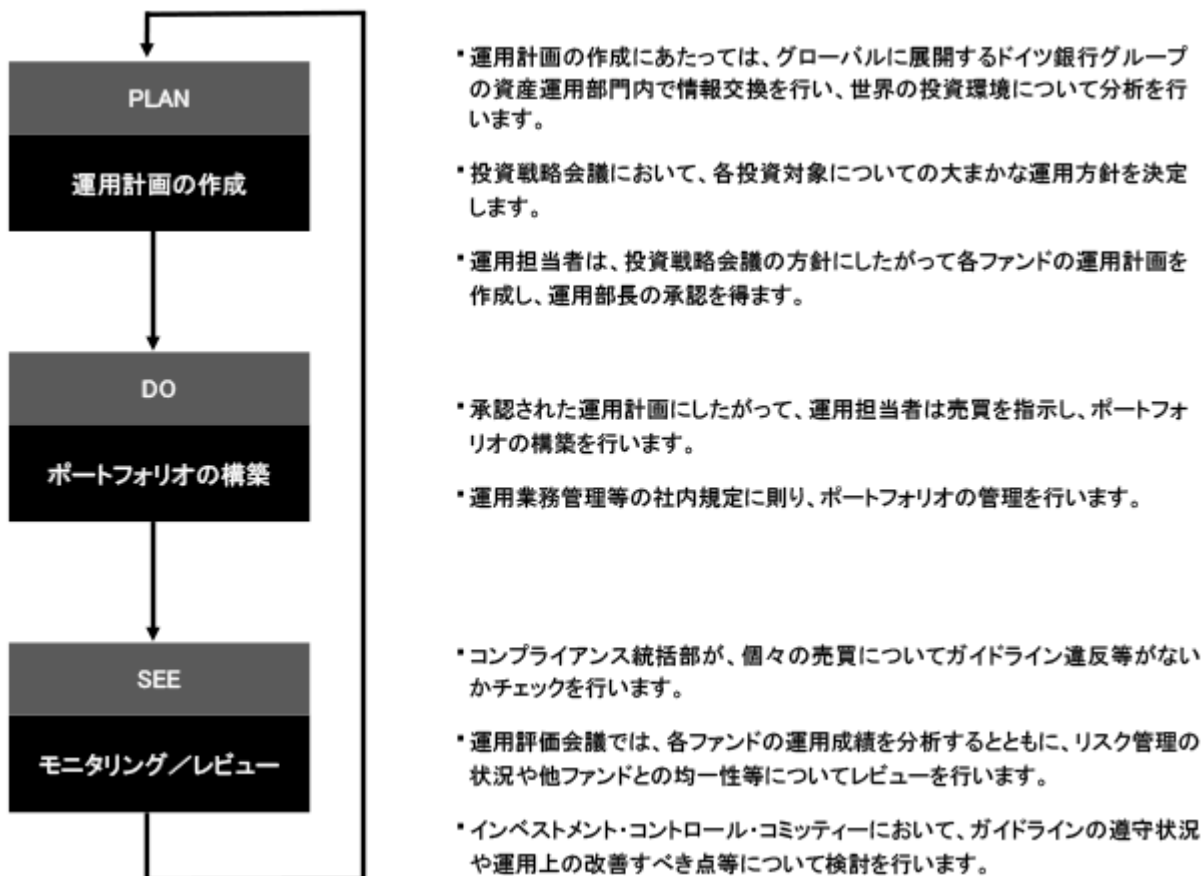 PLAN
運用計画の作成
▪運用計画の作成にあたっては、グローバルに展開するドイツ銀行グループ
の資産運用部門内で情報交換を行い、世界の投資環境について分析を行
います。
▪投資戦略会議において、各投資対象についての大まかな運用方針を決定
します。
▪運用担当者は、投資戦略会議の方針にしたがって各ファンドの運用計画を
作成し、運用部長の承認を得ます。
DO
ポートフォリオの構築
▪承認された運用計画にしたがって、運用担当者は売買を指示し、ポートフォ
リオの構築を行います。
▪運用業務管理等の社内規定に則り、ポートフォリオの管理を行います。
SEE
モニタリング／レビュー
▪コンプライアンス統括部が、個々の売買についてガイドライン違反等がない
かチェックを行います。
▪運用評価会議では、各ファンドの運用成績を分析するとともに、リスク管理の
状況や他ファンドとの均一性等についてレビューを行います。
▪インベストメント・コントロール・コミッティーにおいて、ガイドラインの遵守状況
や運用上の改善すべき点等について検討を行います。